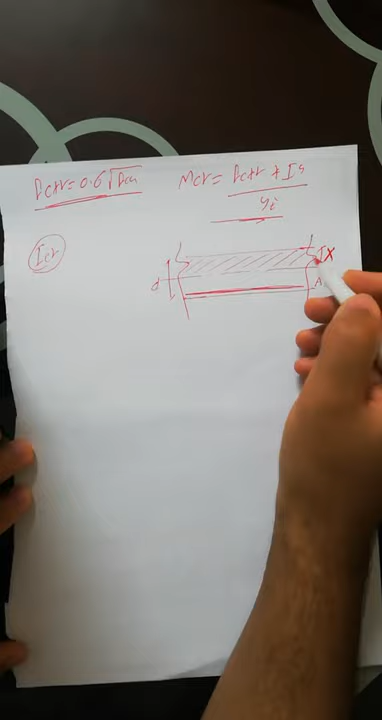 fctr = 0.6√fcu Mcr = fctr * Ig
yt
Icr
X
d
A